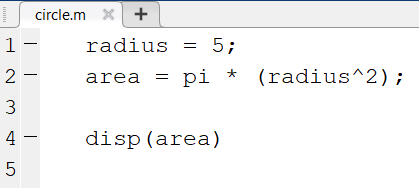 circle.m
1 radius = 5;
2 area = pi * (radius^2);
3
4 disp(area)
5